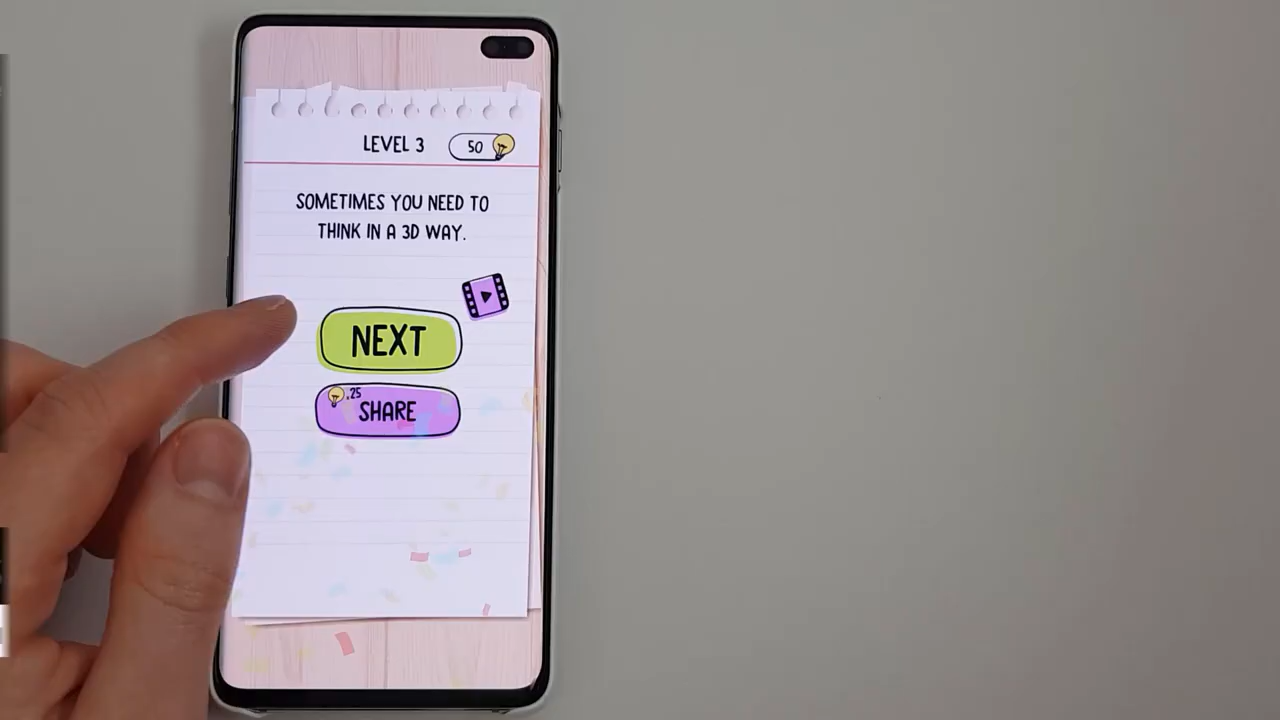 LEVEL 3
50
SOMETIMES YOU NEED TO
THINK IN A 3D WAY.
NEXT
.25
SHARE